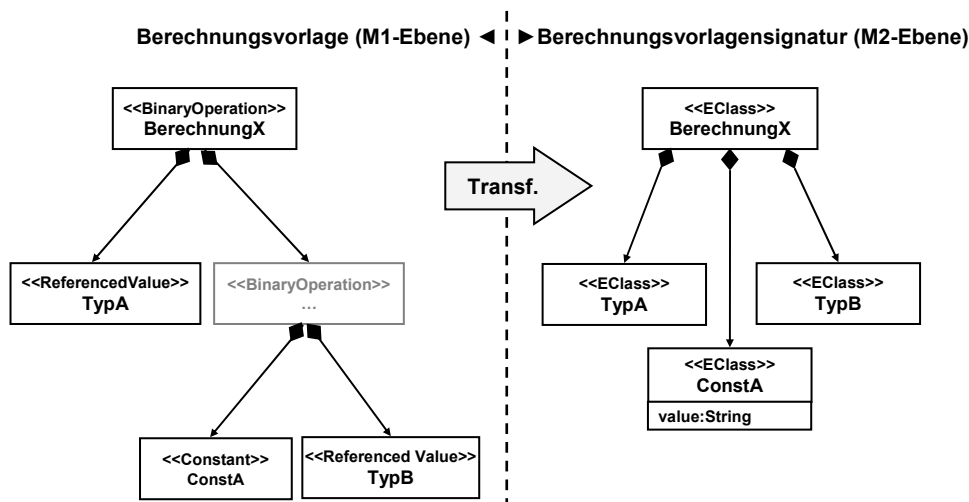 Berechnungsvorlage (M1-Ebene) ◄ ► Berechnungsvorlagensignatur (M2-Ebene)
<<BinaryOperation>>
BerechnungX
<<EClass>>
BerechnungX
Transf.
<<ReferencedValue>>
TypA
<<BinaryOperation>>
...
<<EClass>>
TypA
<<EClass>>
TypB
<<EClass>>
ConstA
value:String
<<Constant>>
ConstA
<<Referenced Value>>
TypB